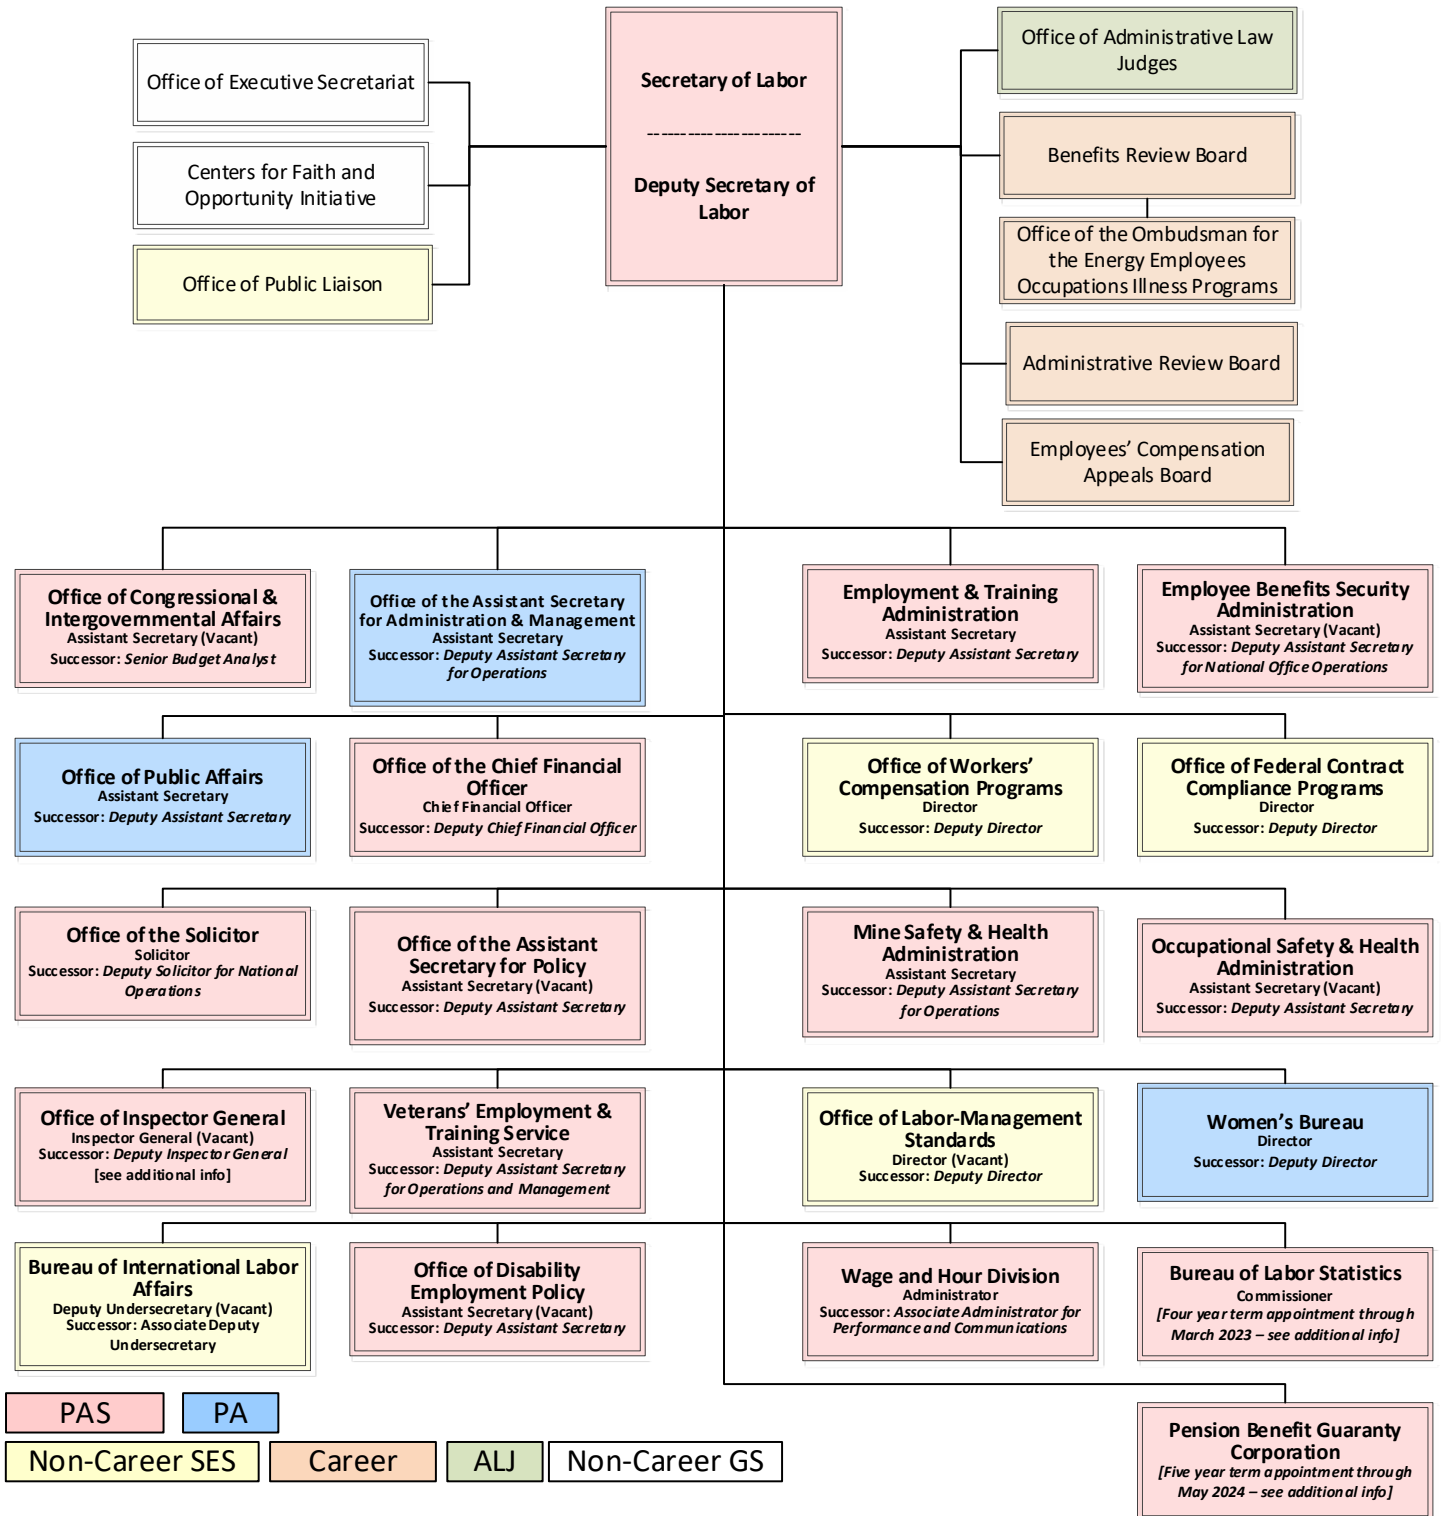 Office of Executive Secretariat
Centers for Faith and
Opportunity Initiative
Office of Public Liaison
Secretary of Labor
-----------------------
Deputy Secretary of
Labor
Office of Administrative Law
Judges
Benefits Review Board
Office of the Ombudsman for
the Energy Employees
Occupations Illness Programs
Administrative Review Board
Employees’ Compensation
Appeals Board
Office of Congressional &
Intergovernmental Affairs
Assistant Secretary (Vacant)
Successor: Senior Budget Analyst
Office of the Assistant Secretary
for Administration & Management
Assistant Secretary
Successor: Deputy Assistant Secretary
for Operations
Employment & Training
Administration
Assistant Secretary
Successor: Deputy Assistant Secretary
Employee Benefits Security
Administration
Assistant Secretary (Vacant)
Successor: Deputy Assistant Secretary
for National Office Operations
Office of Public Affairs
Assistant Secretary
Successor: Deputy Assistant Secretary
Office of the Chief Financial
Officer
Chief Financial Officer
Successor: Deputy Chief Financial Officer
Office of Workers’
Compensation Programs
Director
Successor: Deputy Director
Office of Federal Contract
Compliance Programs
Director
Successor: Deputy Director
Office of the Solicitor
Solicitor
Successor: Deputy Solicitor for National
Operations
Office of the Assistant
Secretary for Policy
Assistant Secretary (Vacant)
Successor: Deputy Assistant Secretary
Mine Safety & Health
Administration
Assistant Secretary
Successor: Deputy Assistant Secretary
for Operations
Occupational Safety & Health
Administration
Assistant Secretary (Vacant)
Successor: Deputy Assistant Secretary
Office of Inspector General
Inspector General (Vacant)
Successor: Deputy Inspector General
[see additional info]
Veterans’ Employment &
Training Service
Assistant Secretary
Successor: Deputy Assistant Secretary
for Operations and Management
Office of Labor-Management
Standards
Director (Vacant)
Successor: Deputy Director
Women’s Bureau
Director
Successor: Deputy Director
Bureau of International Labor
Affairs
Deputy Undersecretary (Vacant)
Successor: Associate Deputy
Undersecretary
Office of Disability
Employment Policy
Assistant Secretary (Vacant)
Successor: Deputy Assistant Secretary
Wage and Hour Division
Administrator
Successor: Associate Administrator for
Performance and Communications
Bureau of Labor Statistics
Commissioner
[Four year term appointment through
March 2023 – see additional info]
Pension Benefit Guaranty
Corporation
[Five year term appointment through
May 2024 – see additional info]
PAS
PA
Non-Career SES
Career
ALJ
Non-Career GS